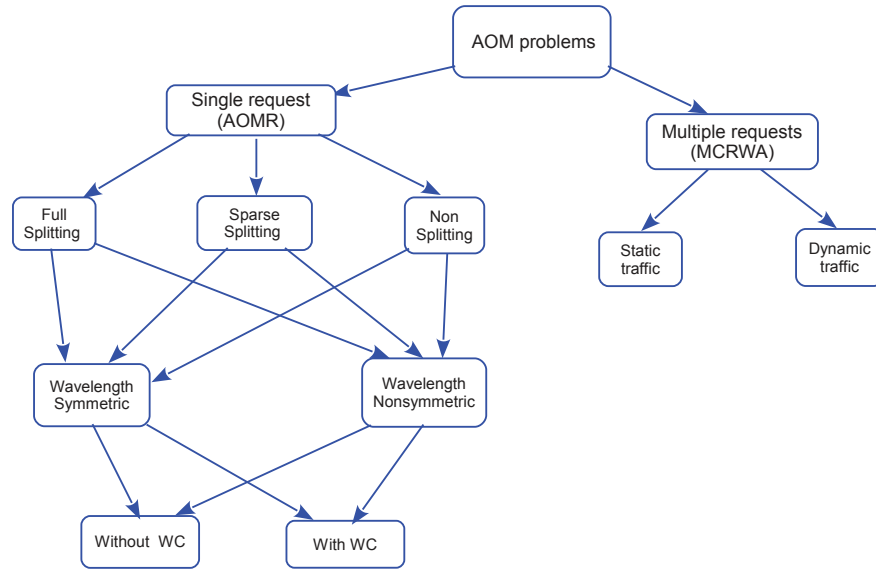 AOM problems
Single request
(AOMR)
Multiple requests
(MCRWA)
Full
Splitting
Sparse
Splitting
Non
Splitting
Static
traffic
Dynamic
traffic
Wavelength
Symmetric
Wavelength
Nonsymmetric
Without WC
With WC